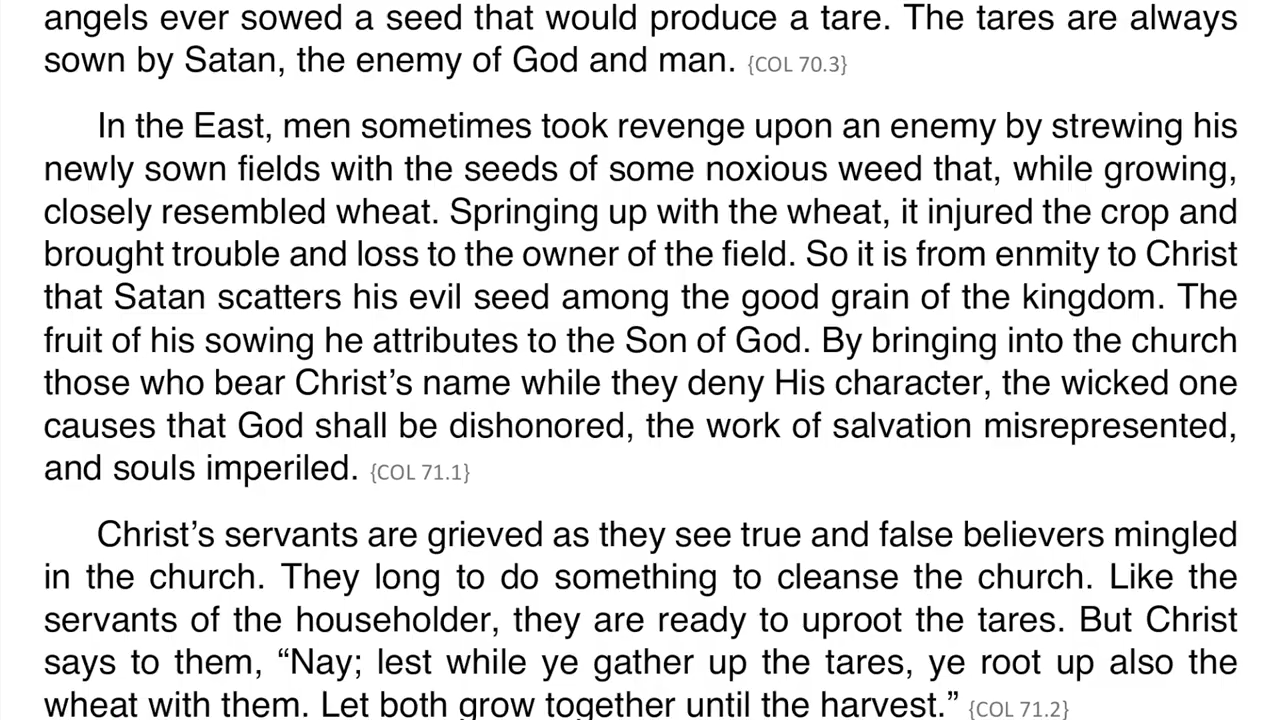 angels ever sowed a seed that would produce a tare. The tares are always
sown by Satan, the enemy of God and man. {COL 70.3}
In the East, men sometimes took revenge upon an enemy by strewing his
newly sown fields with the seeds of some noxious weed that, while growing,
closely resembled wheat. Springing up with the wheat, it injured the crop and
brought trouble and loss to the owner of the field. So it is from enmity to Christ
that Satan scatters his evil seed among the good grain of the kingdom. The
fruit of his sowing he attributes to the Son of God. By bringing into the church
those who bear Christ’s name while they deny His character, the wicked one
causes that God shall be dishonored, the work of salvation misrepresented,
and souls imperiled. {COL 71.1}
Christ’s servants are grieved as they see true and false believers mingled
in the church. They long to do something to cleanse the church. Like the
servants of the householder, they are ready to uproot the tares. But Christ
says to them, “Nay; lest while ye gather up the tares, ye root up also the
wheat with them. Let both grow together until the harvest.” {COL 71.2}